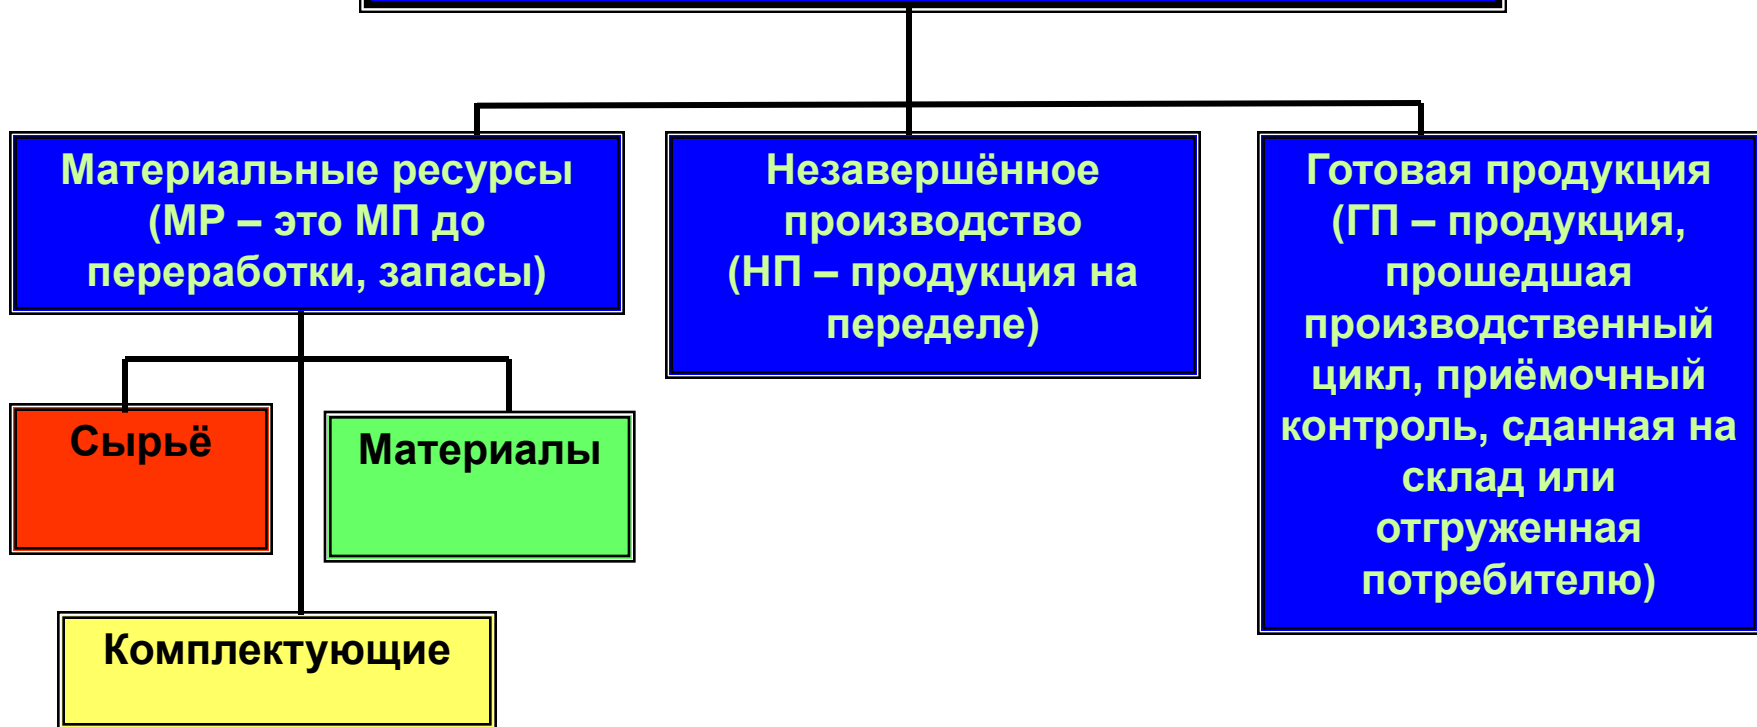 Материальные ресурсы
(МР – это МП до
переработки, запасы)
Незавершённое
производство
(НП – продукция на
переделе)
Готовая продукция
(ГП – продукция,
прошедшая
производственный
цикл, приёмочный
контроль, сданная на
склад или
отгруженная
потребителю)
Сырьё
Материалы
Комплектующие